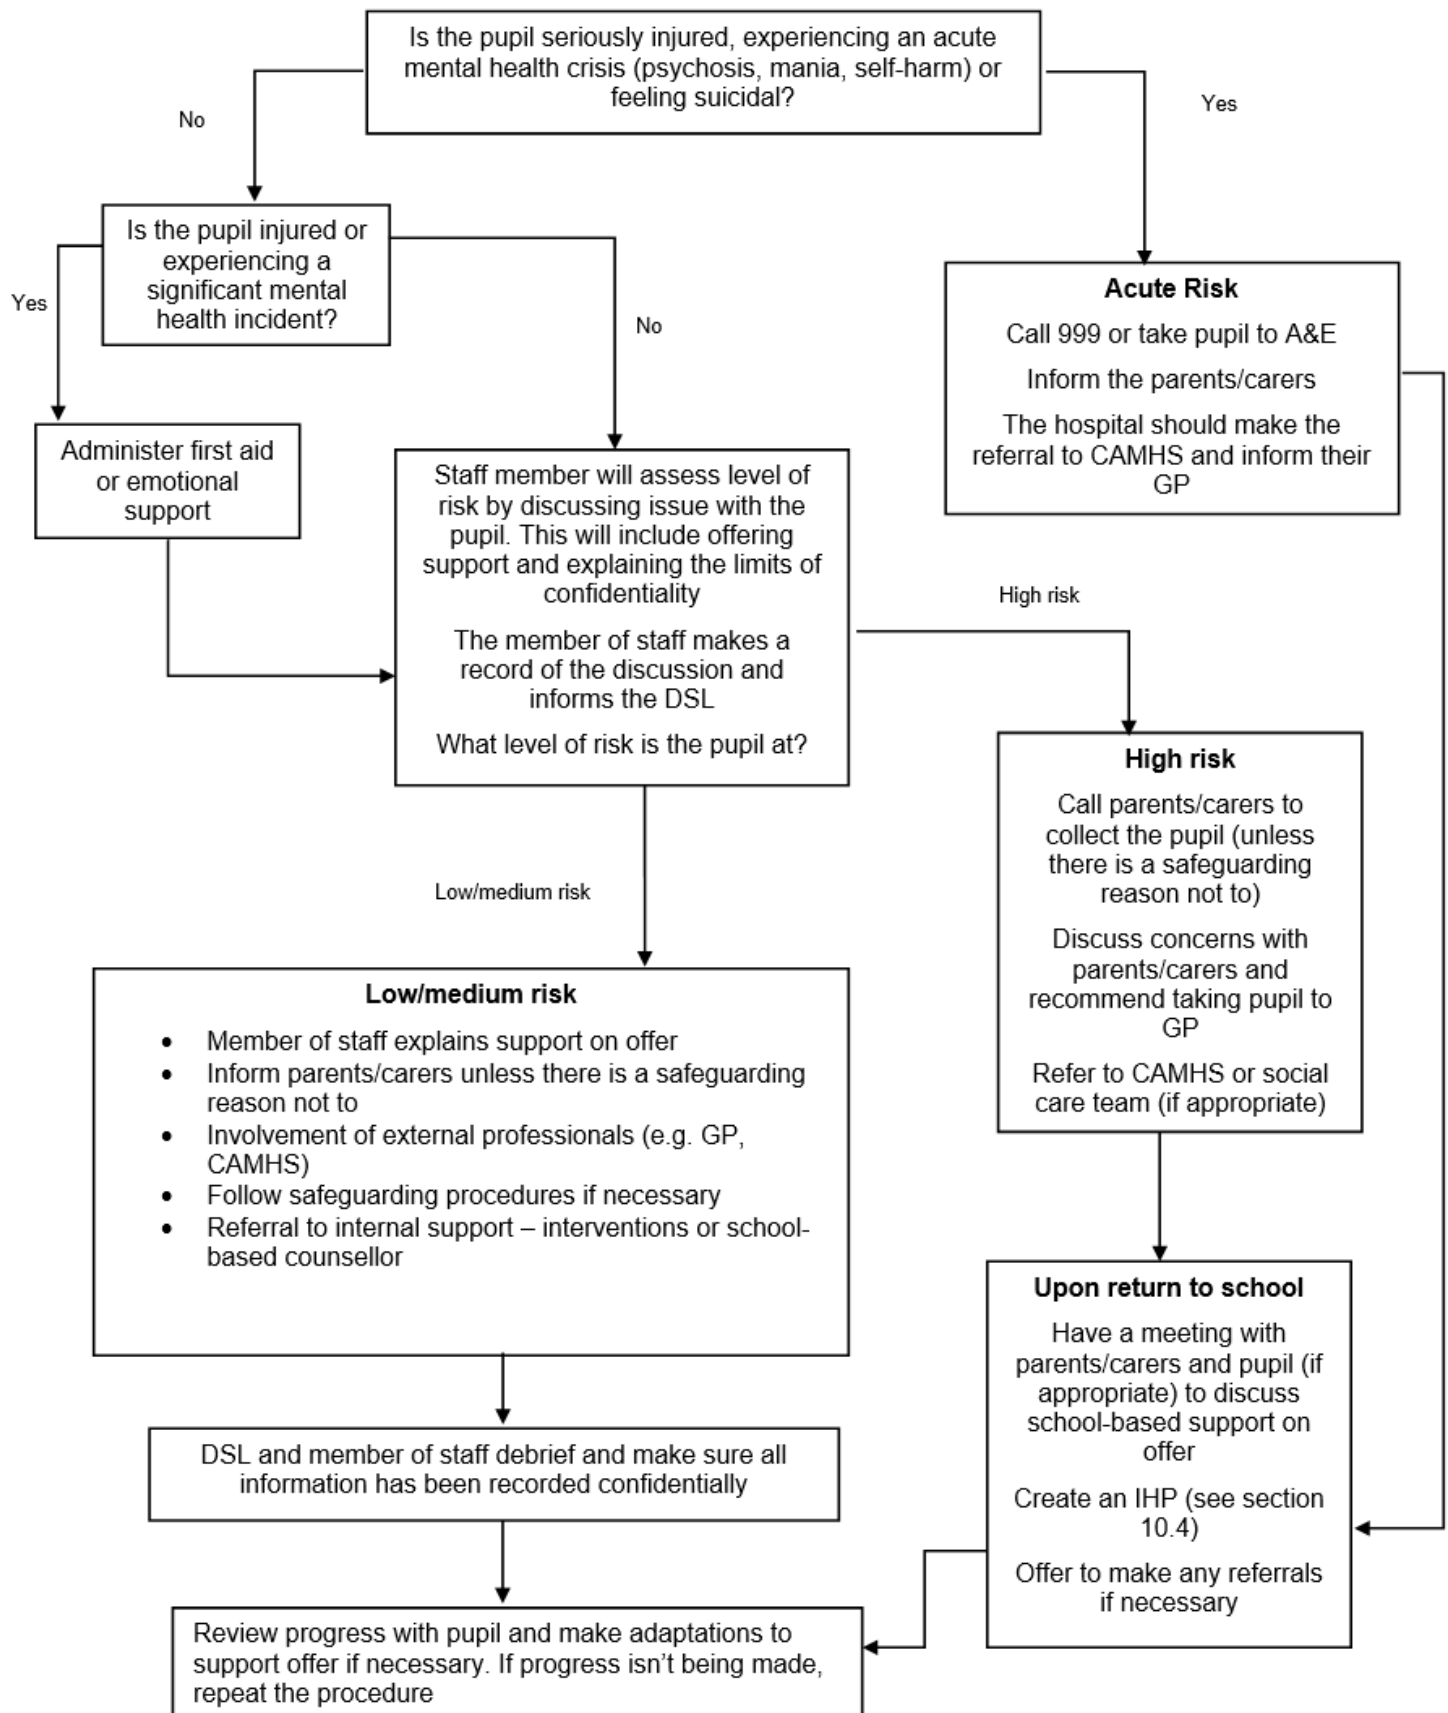 Is the pupil seriously injured, experiencing an acute
mental health crisis (psychosis, mania, self-harm) or
feeling suicidal?
No
Yes
Is the pupil injured or
experiencing a
significant mental
health incident?
Yes
No
Acute Risk
Call 999 or take pupil to A&E
Inform the parents/carers
The hospital should make the
referral to CAMHS and inform their
GP
Administer first aid
or emotional
support
Staff member will assess level of
risk by discussing issue with the
pupil. This will include offering
support and explaining the limits of
confidentiality
The member of staff makes a
record of the discussion and
informs the DSL
What level of risk is the pupil at?
High risk
High risk
Call parents/carers to
collect the pupil (unless
there is a safeguarding
reason not to)
Discuss concerns with
parents/carers and
recommend taking pupil to
GP
Refer to CAMHS or social
care team (if appropriate)
Low/medium risk
Low/medium risk
• Member of staff explains support on offer
• Inform parents/carers unless there is a safeguarding
reason not to
• Involvement of external professionals (e.g. GP,
CAMHS)
• Follow safeguarding procedures if necessary
• Referral to internal support – interventions or school-
based counsellor
Upon return to school
Have a meeting with
parents/carers and pupil (if
appropriate) to discuss
school-based support on
offer
Create an IHP (see section
10.4)
Offer to make any referrals
if necessary
DSL and member of staff debrief and make sure all
information has been recorded confidentially
Review progress with pupil and make adaptations to
support offer if necessary. If progress isn't being made,
repeat the procedure